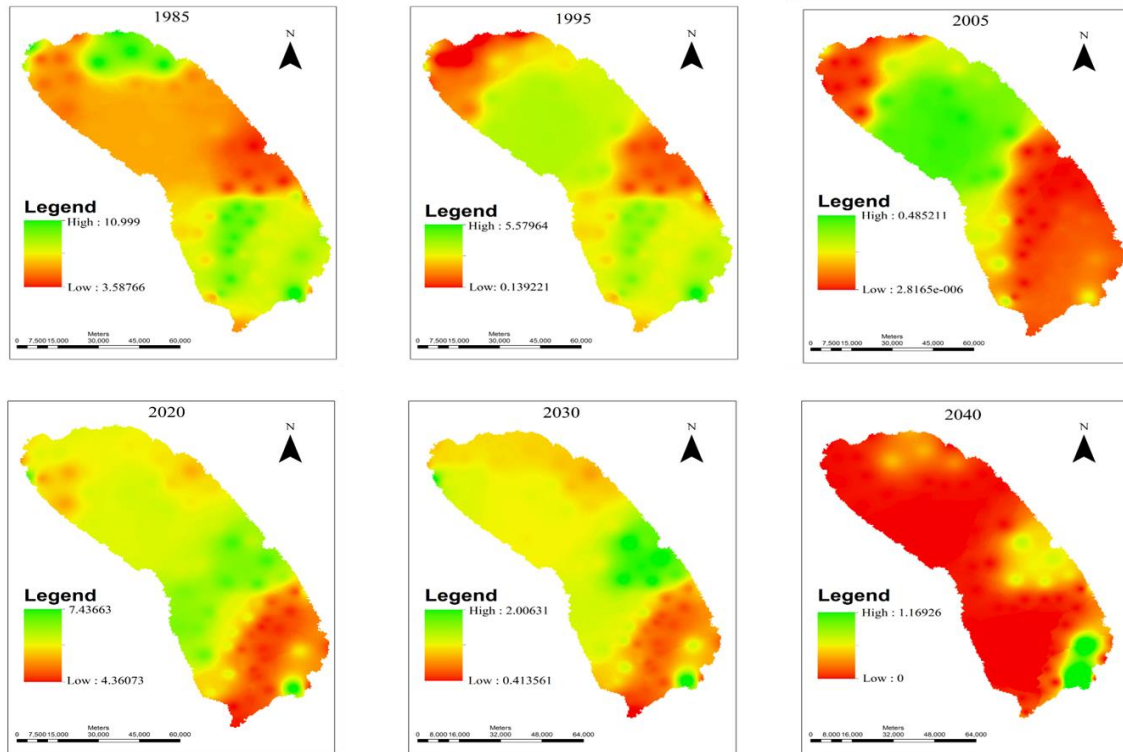 1985
N
Legend
High : 10.999
Low : 3.58766
Meters
0 7,500 15,000 30,000 45,000 60,000
1995
N
Legend
High : 5.57964
Low: 0.139221
Meters
0 7,500 15,000 30,000 45,000 60,000
2005
N
Legend
High : 0.485211
Low : 2.8165e-006
Meters
0 7,500 15,000 30,000 45,000 60,000
2020
N
Legend
7.43663
Low : 4.36073
Meters
0 7,500 15,000 30,000 45,000 60,000
2030
N
Legend
High : 2.00631
Low : 0.413561
Meters
0 8,000 16,000 32,000 48,000 64,000
2040
N
Legend
High : 1.16926
Low : 0
Meters
0 8,000 16,000 32,000 48,000 64,000